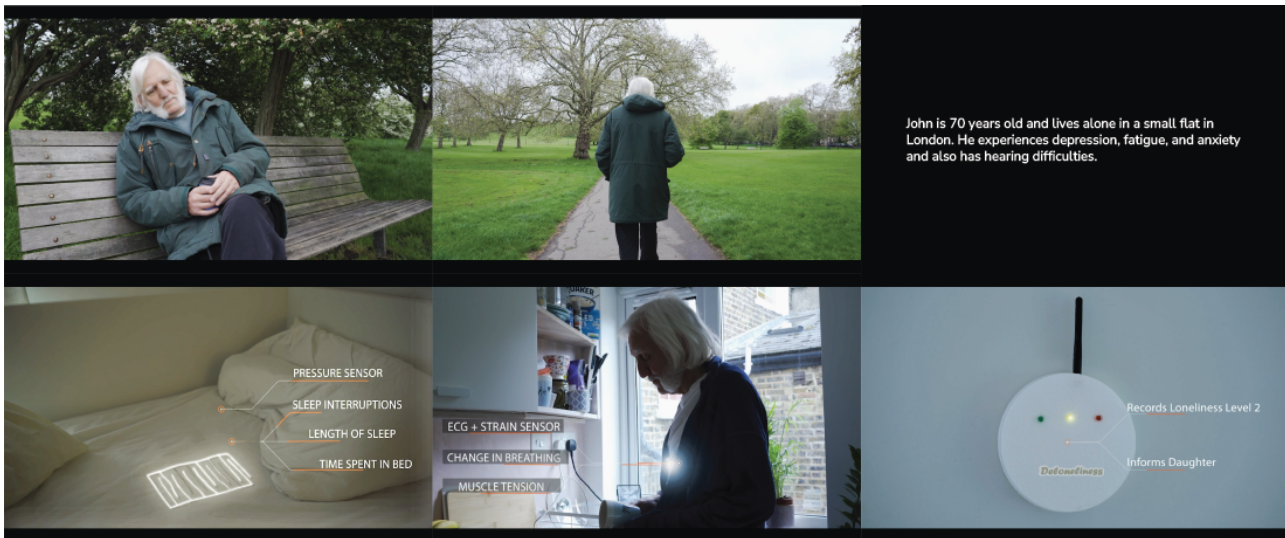 John is 70 years old and lives alone in a small flat in
London. He experiences depression, fatigue, and anxiety
and also has hearing difficulties.
PRESSURE SENSOR
SLEEP INTERRUPTIONS
LENGTH OF SLEEP
TIME SPENT IN BED
QUAKER
ECG + STRAIN SENSOR
CHANGE IN BREATHING
MUSCLE TENSION
Records Loneliness Level 2
Informs Daughter
Deloneliness